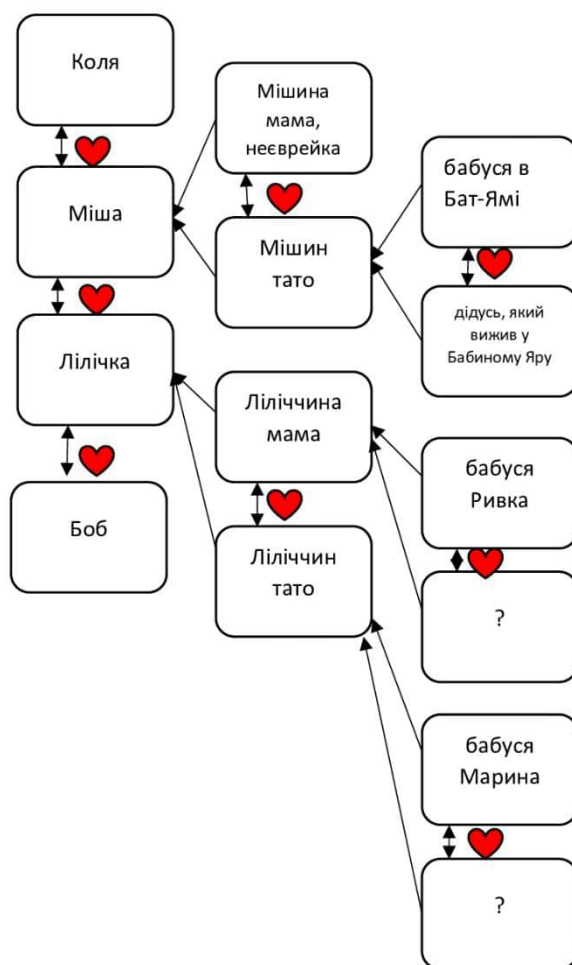 Коля
Міша
Лілічка
Боб
Мішина
мама,
неєврейка
Мішин
тато
бабуся в
Бат-Ямі
дідусь, який
вижив у
Бабиному Яру
Ліліччина
мама
Ліліччин
тато
бабуся
Ривка
?
бабуся
Марина
?